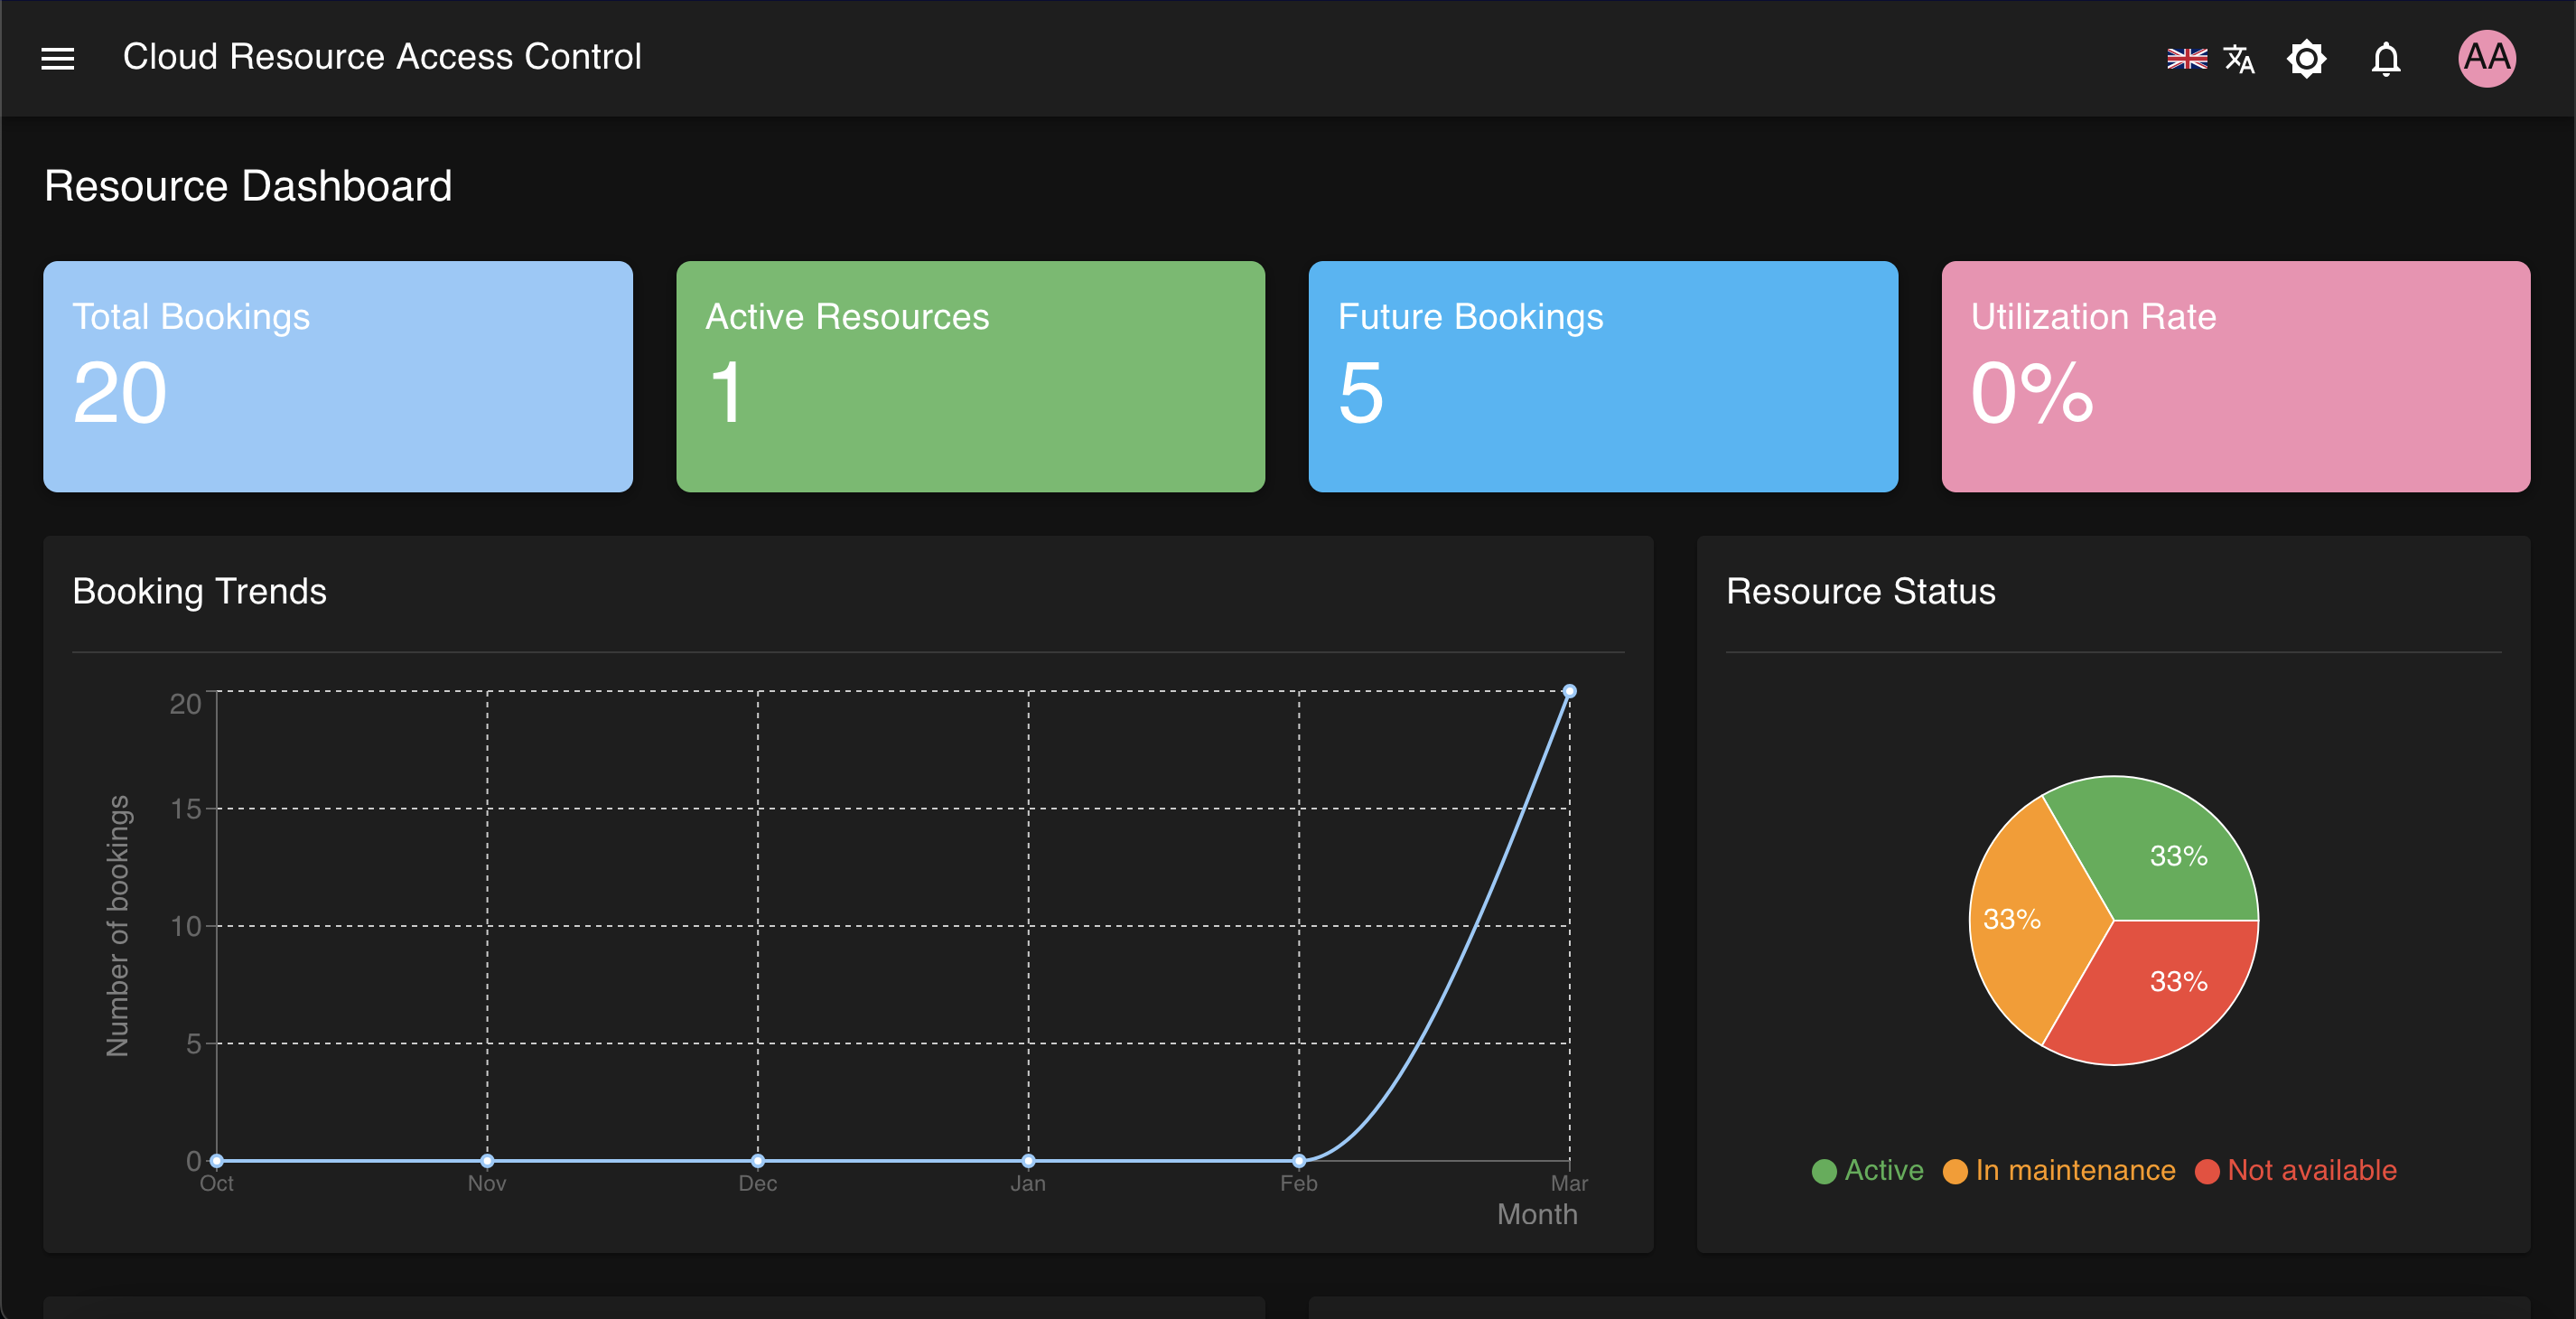 Cloud Resource Access Control
AA
Resource Dashboard
Total Bookings
20
Active Resources
1
Future Bookings
5
Utilization Rate
0%
Booking Trends
Number of bookings
20
15
10
5
0
Oct Nov Dec Jan Feb Mar
Month
Resource Status
33%
33%
33%
Active In maintenance Not available